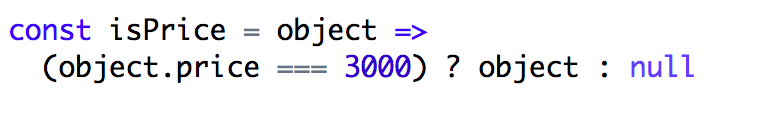 const isPrice = object =>
  (object.price === 3000) ? object : null